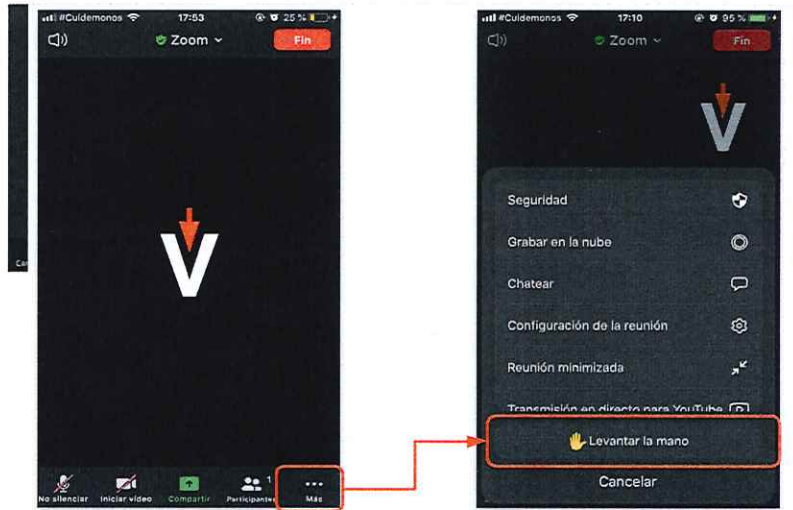 #Cuidemonos 17:53 25 %
Zoom
Fin
V
No silenciar Iniciar vídeo Compartir Participantes 1 Más
#Cuidemonos 17:10 95 %
Zoom
Fin
V
Seguridad
Grabar en la nube
Chatear
Configuración de la reunión
Reunión minimizada
Transmisión en directo para YouTube
Levantar la mano
Cancelar